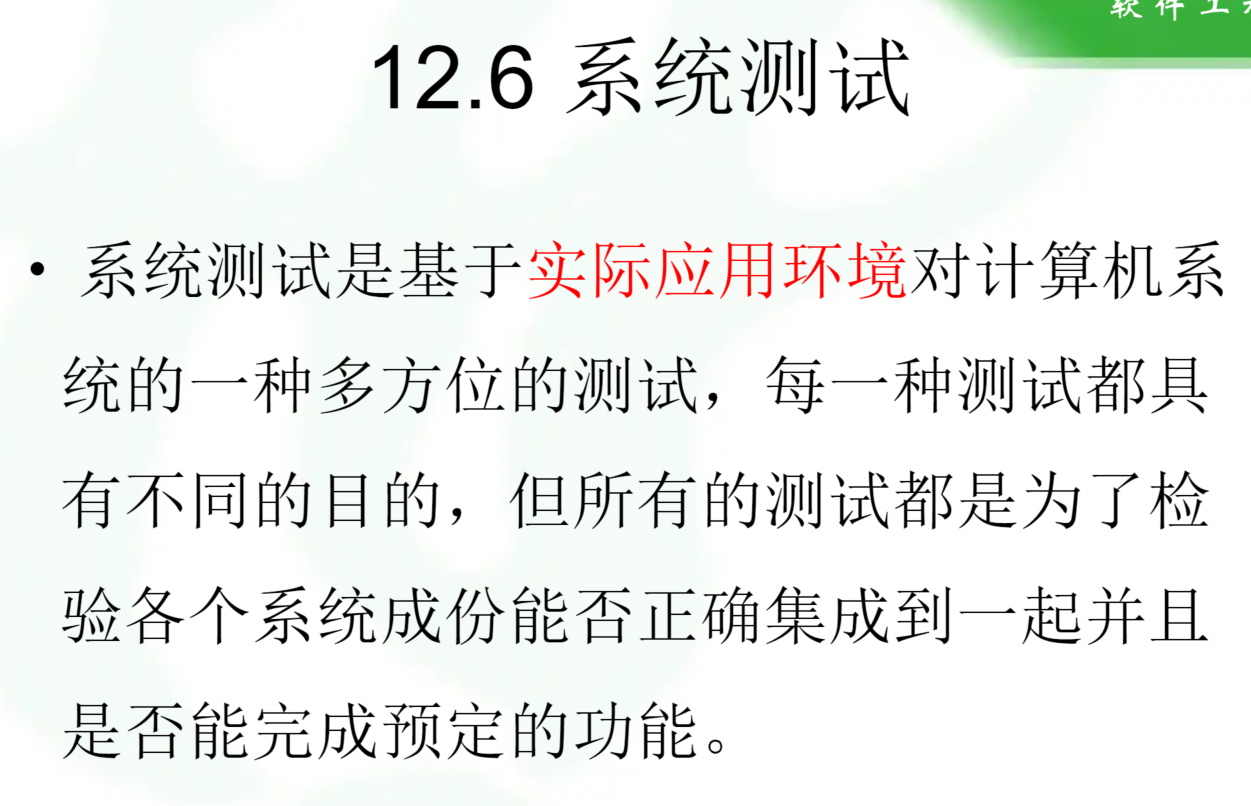 软件工
12.6 系统测试
• 系统测试是基于实际应用环境对计算机系
统的一种多方位的测试，每一种测试都具
有不同的目的，但所有的测试都是为了检
验各个系统成份能否正确集成到一起并且
是否能完成预定的功能。